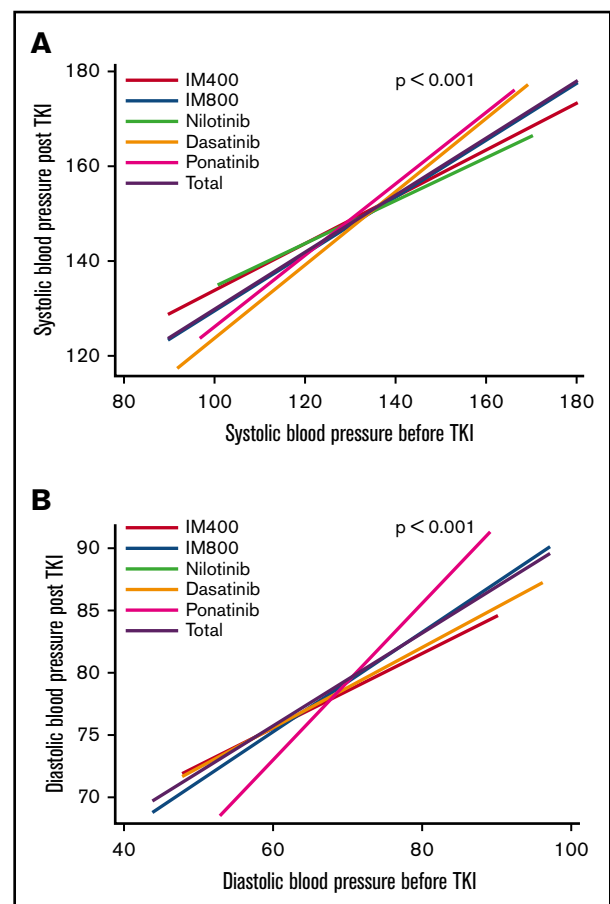 A
180
160
140
120
Systolic blood pressure post TKI
IM400
IM800
Nilotinib
Dasatinib
Ponatinib
Total
p < 0.001
80 100 120 140 160 180
Systolic blood pressure before TKI
B
90
85
80
75
70
Diastolic blood pressure post TKI
IM400
IM800
Nilotinib
Dasatinib
Ponatinib
Total
p < 0.001
40 60 80 100
Diastolic blood pressure before TKI